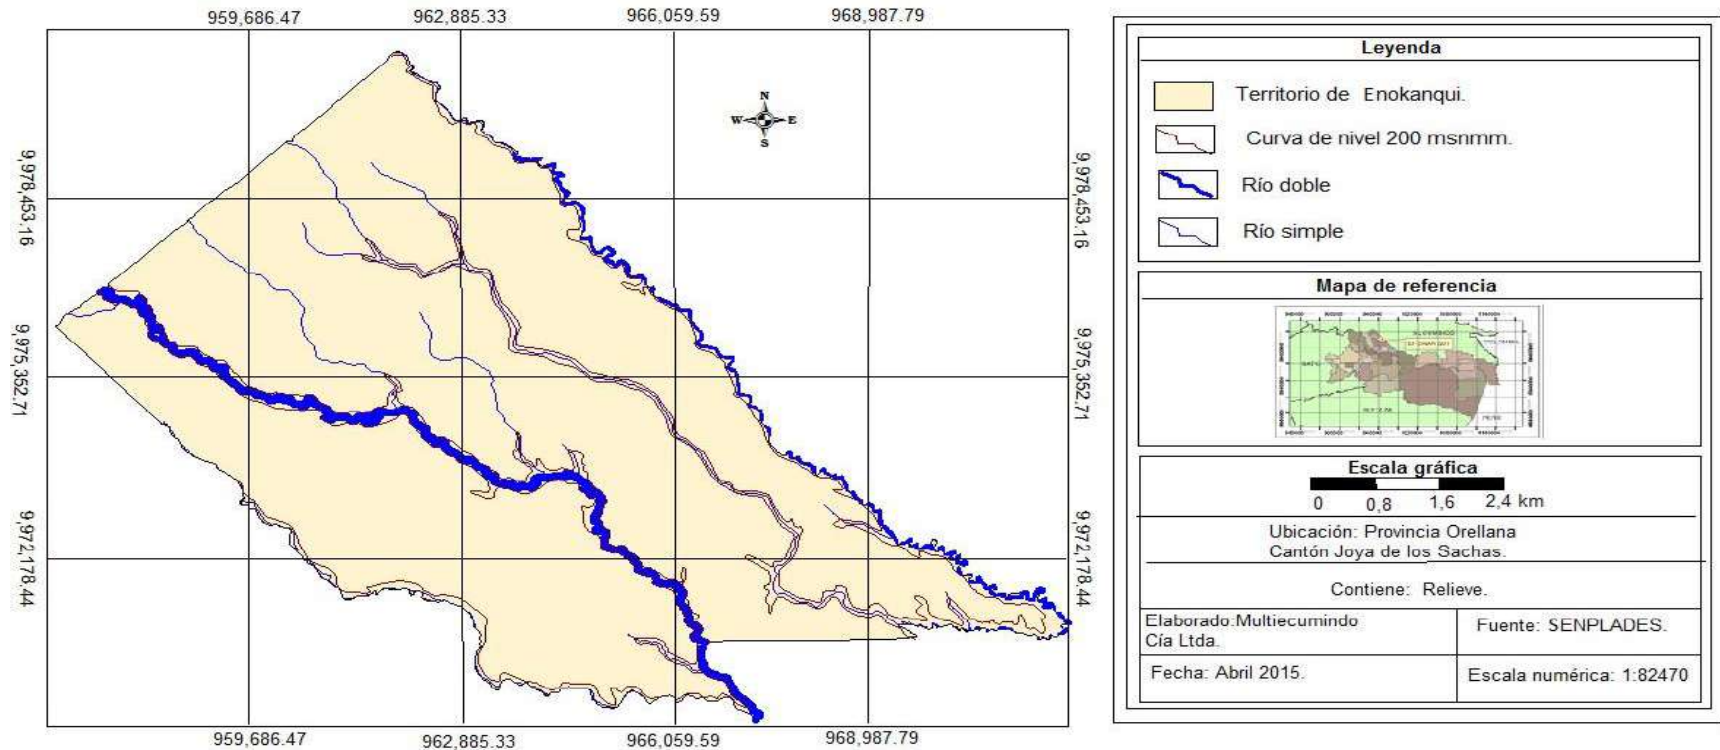 959,686.47
962,885.33
966,059.59
968,987.79
9,978,453.16
9,975,352.71
9,972,178.44
N
W
E
S
9,978,453.16
9,975,352.71
9,972,178.44
959,686.47
962,885.33
966,059.59
968,987.79
Leyenda
Territorio de Enokanqui.
Curva de nivel 200 msnmm.
Río doble
Río simple
Mapa de referencia
Escala gráfica
0 0,8 1,6 2,4 km
Ubicación: Provincia Orellana
Cantón Joya de los Sachas.
Contiene: Relieve.
Elaborado:Multiecumindo
Cía Ltda.
Fuente: SENPLADES.
Fecha: Abril 2015.
Escala numérica: 1:82470